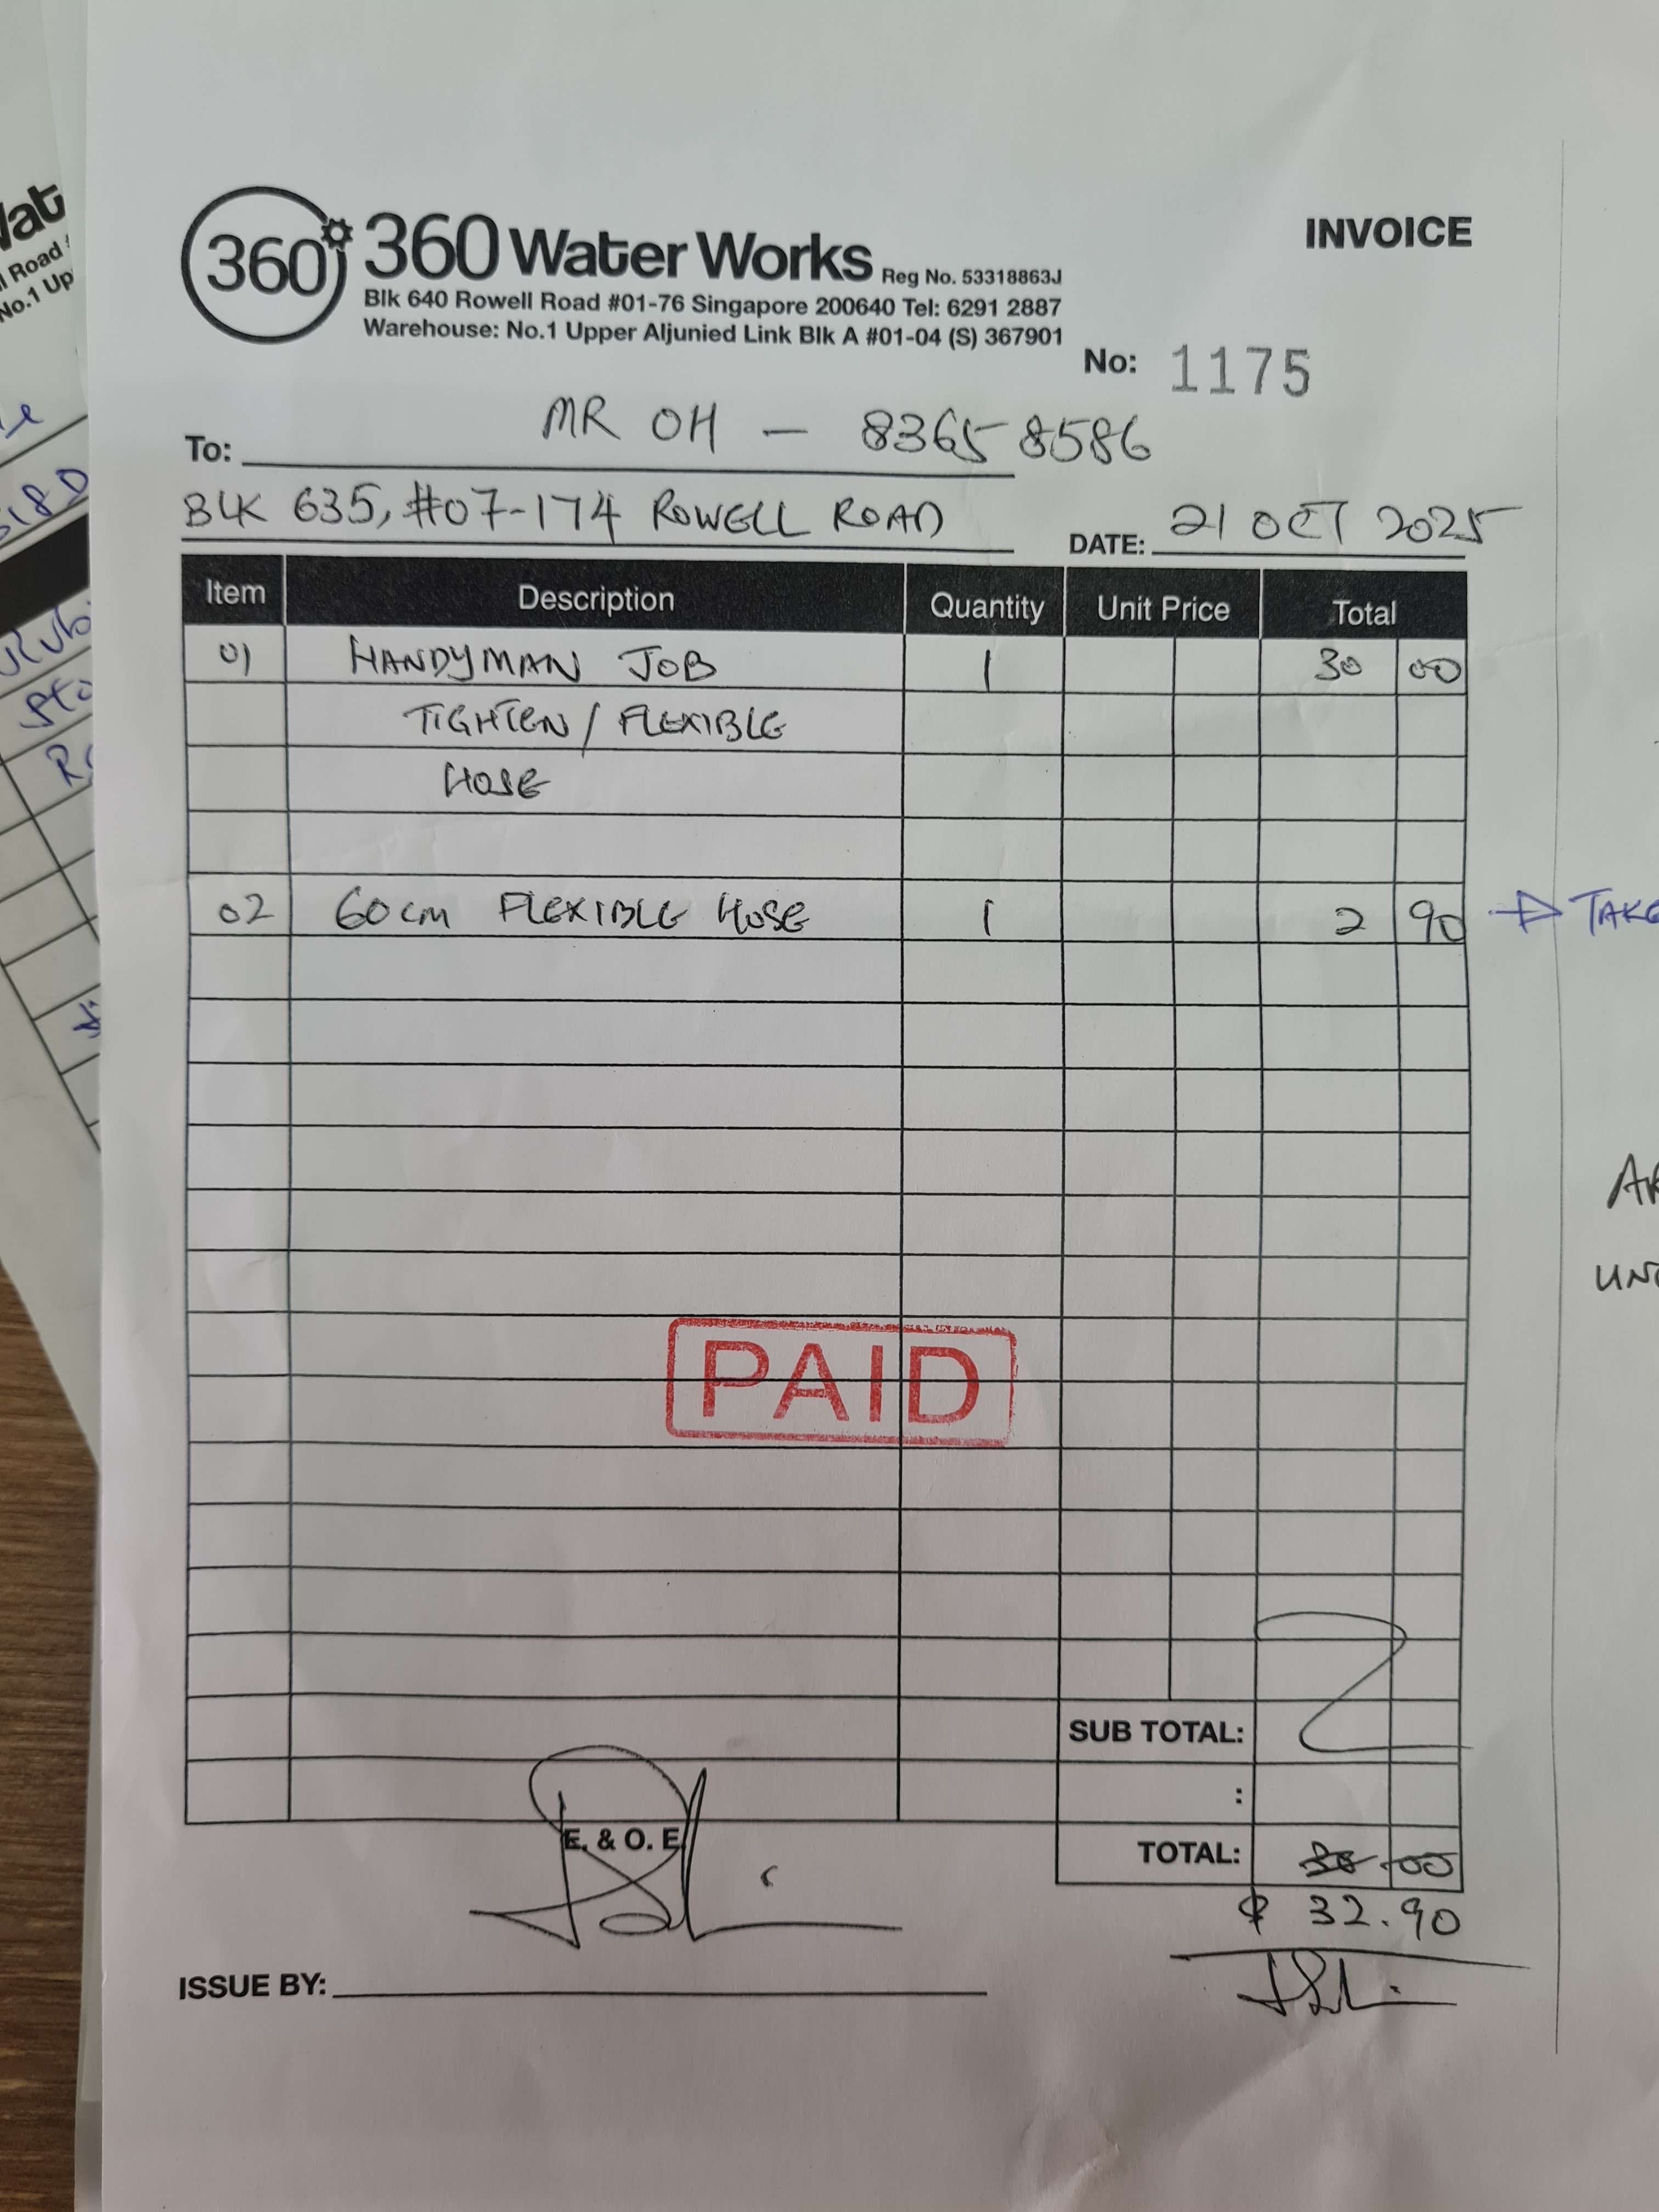 360° 360 Water Works Reg No. 53318863J
INVOICE
Blk 640 Rowell Road #01-76 Singapore 200640 Tel: 6291 2887
Warehouse: No.1 Upper Aljunied Link Blk A #01-04 (S) 367901
No: 1175
To: MR OH - 8365 8586
BLK 635, #07-174 ROWELL ROAD
DATE: 21 OCT 2025
Item Description Quantity Unit Price Total
01 HANDYMAN JOB 1 30 00
TIGHTEN / FLEXIBLE
HOSE
02 60cm FLEXIBLE HOSE 1 2 90
PAID
SUB TOTAL:
:
E. & O. E
TOTAL: 30 00
$ 32.90
ISSUE BY: